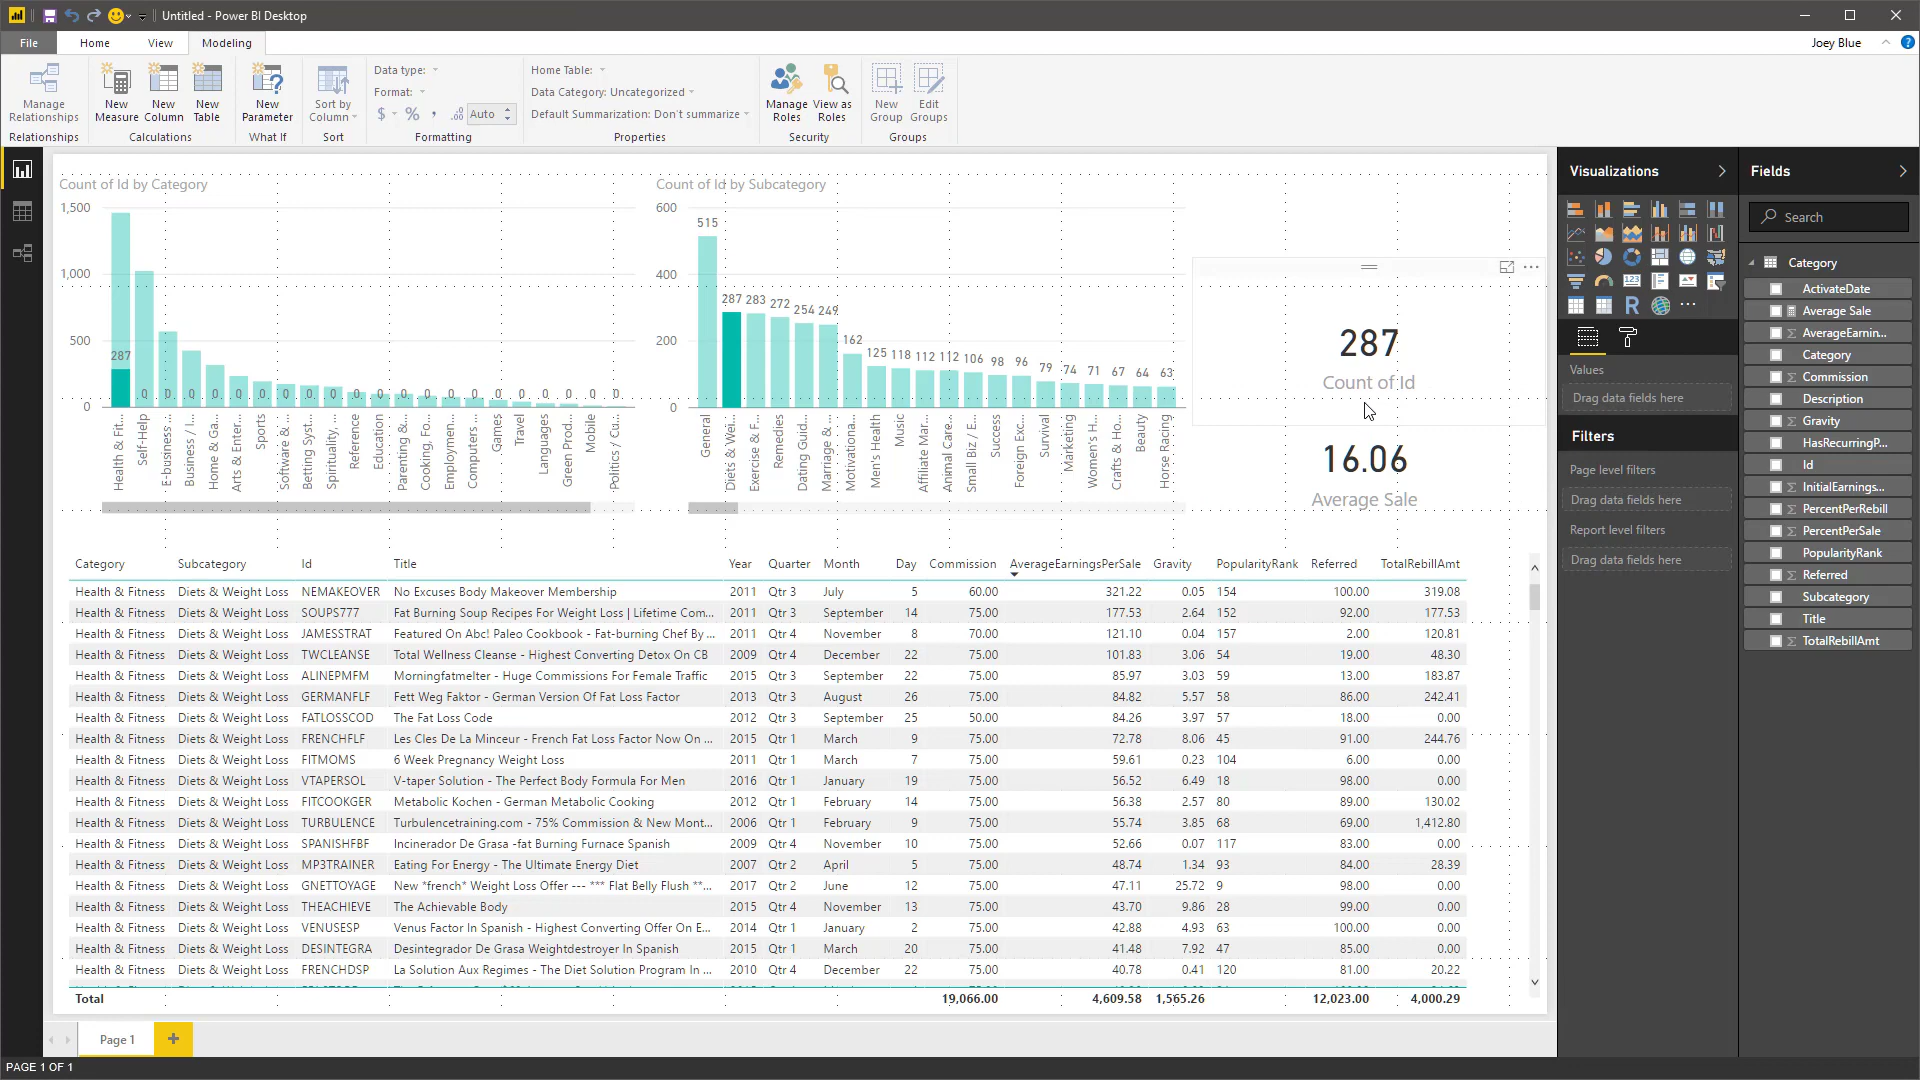 Untitled - Power BI Desktop
File
Home
View
Modeling
Joey Blue
Manage Relationships
Relationships
New Measure
New Column
New Table
Calculations
New Parameter
What If
Sort by Column
Sort
Data type:
Format:
$ % , .00 Auto
Formatting
Home Table:
Data Category: Uncategorized
Default Summarization: Don't summarize
Properties
Manage Roles
View as Roles
Security
New Group
Edit Groups
Groups
Count of Id by Category
1,500
1,000
500
0
287
0 0 0 0 0 0 0 0 0 0 0 0 0 0 0 0 0 0 0 0 0
Health & Fit...
Self-Help
E-business ...
Business / I...
Home & Ga...
Arts & Enter...
Sports
Software & ...
Betting Syst...
Spirituality, ...
Reference
Education
Parenting &...
Cooking, Fo...
Employmen...
Computers ...
Games
Travel
Languages
Green Prod...
Mobile
Politics / Cu...
Count of Id by Subcategory
600
400
200
0
515 287 283 272 254 249 162 125 118 112 112 106 98 96 79 74 71 67 64 63
General
Diets & Wei...
Exercise & F...
Remedies
Dating Guid...
Marriage & ...
Motivationa...
Men's Health
Music
Affiliate Mar...
Animal Care...
Small Biz / E...
Success
Foreign Exc...
Survival
Marketing
Women's H...
Crafts & Ho...
Beauty
Horse Racing
287
Count of Id
16.06
Average Sale
Category Subcategory Id Title Year Quarter Month Day Commission AverageEarningsPerSale Gravity PopularityRank Referred TotalRebillAmt
Health & Fitness Diets & Weight Loss NEMAKEOVER No Excuses Body Makeover Membership 2011 Qtr 3 July 5 60.00 321.22 0.05 154 100.00 319.08
Health & Fitness Diets & Weight Loss SOUPS777 Fat Burning Soup Recipes For Weight Loss | Lifetime Com... 2011 Qtr 3 September 14 75.00 177.53 2.64 152 92.00 177.53
Health & Fitness Diets & Weight Loss JAMESSTRAT Featured On Abc! Paleo Cookbook - Fat-burning Chef By ... 2011 Qtr 4 November 8 70.00 121.10 0.04 157 2.00 120.81
Health & Fitness Diets & Weight Loss TWCLEANSE Total Wellness Cleanse - Highest Converting Detox On CB 2009 Qtr 4 December 22 75.00 101.83 3.06 54 19.00 48.30
Health & Fitness Diets & Weight Loss ALINEPMFM Morningfatmelter - Huge Commissions For Female Traffic 2015 Qtr 3 September 22 75.00 85.97 3.03 59 13.00 183.87
Health & Fitness Diets & Weight Loss GERMANFLF Fett Weg Faktor - German Version Of Fat Loss Factor 2013 Qtr 3 August 26 75.00 84.82 5.57 58 86.00 242.41
Health & Fitness Diets & Weight Loss FATLOSSCOD The Fat Loss Code 2012 Qtr 3 September 25 50.00 84.26 3.97 57 18.00 0.00
Health & Fitness Diets & Weight Loss FRENCHFLF Les Cles De La Minceur - French Fat Loss Factor Now On ... 2015 Qtr 1 March 9 75.00 72.78 8.06 45 91.00 244.76
Health & Fitness Diets & Weight Loss FITMOMS 6 Week Pregnancy Weight Loss 2011 Qtr 1 March 7 75.00 59.61 0.23 104 6.00 0.00
Health & Fitness Diets & Weight Loss VTAPERSOL V-taper Solution - The Perfect Body Formula For Men 2016 Qtr 1 January 19 75.00 56.52 6.49 18 98.00 0.00
Health & Fitness Diets & Weight Loss FITCOOKGER Metabolic Kochen - German Metabolic Cooking 2012 Qtr 1 February 14 75.00 56.38 2.57 80 89.00 130.02
Health & Fitness Diets & Weight Loss TURBULENCE Turbulencetraining.com - 75% Commission & New Mont... 2006 Qtr 1 February 9 75.00 55.74 3.85 68 69.00 1,412.80
Health & Fitness Diets & Weight Loss SPANISHFBF Incinerador De Grasa -fat Burning Furnace Spanish 2009 Qtr 4 November 10 75.00 52.66 0.07 117 83.00 0.00
Health & Fitness Diets & Weight Loss MP3TRAINER Eating For Energy - The Ultimate Energy Diet 2007 Qtr 2 April 5 75.00 48.74 1.34 93 84.00 28.39
Health & Fitness Diets & Weight Loss GNETTOYAGE New *french* Weight Loss Offer --- *** Flat Belly Flush **... 2017 Qtr 2 June 12 75.00 47.11 25.72 9 98.00 0.00
Health & Fitness Diets & Weight Loss THEACHIEVE The Achievable Body 2015 Qtr 4 November 13 75.00 43.70 9.86 28 99.00 0.00
Health & Fitness Diets & Weight Loss VENUSESP Venus Factor In Spanish - Highest Converting Offer On E... 2014 Qtr 1 January 2 75.00 42.88 4.93 63 100.00 0.00
Health & Fitness Diets & Weight Loss DESINTEGRA Desintegrador De Grasa Weightdestroyer In Spanish 2015 Qtr 1 March 20 75.00 41.48 7.92 47 85.00 0.00
Health & Fitness Diets & Weight Loss FRENCHDSP La Solution Aux Regimes - The Diet Solution Program In ... 2010 Qtr 4 December 22 75.00 40.78 0.41 120 81.00 20.22
Total 19,066.00 4,609.58 1,565.26 12,023.00 4,000.29
Visualizations
Values
Drag data fields here
Filters
Page level filters
Drag data fields here
Report level filters
Drag data fields here
Fields
Search
Category
ActivateDate
Average Sale
AverageEarnin...
Category
Commission
Description
Gravity
HasRecurringP...
Id
InitialEarnings...
PercentPerRebill
PercentPerSale
PopularityRank
Referred
Subcategory
Title
TotalRebillAmt
Page 1
PAGE 1 OF 1